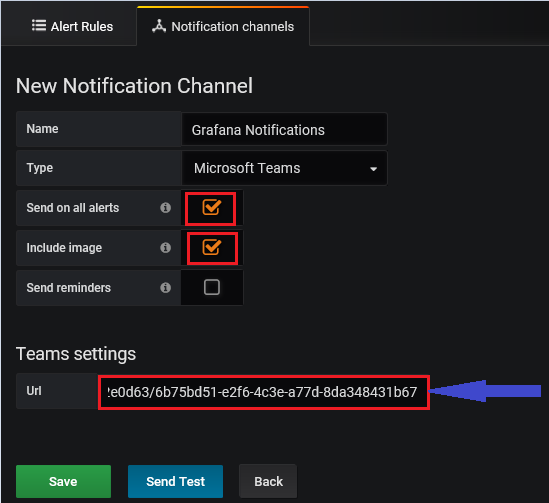 Alert Rules Notification channels
New Notification Channel
Name Grafana Notifications
Type Microsoft Teams
Send on all alerts
Include image
Send reminders
Teams settings
Url 2e0d63/6b75bd51-e2f6-4c3e-a77d-8da348431b67
Save Send Test Back